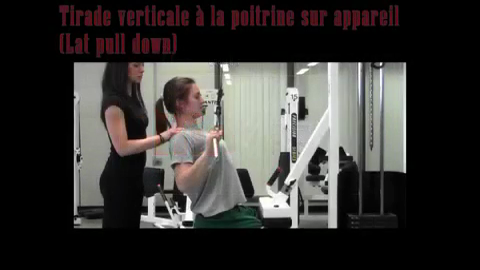 Tirade verticale à la poitrine sur appareil
(Lat pull down)